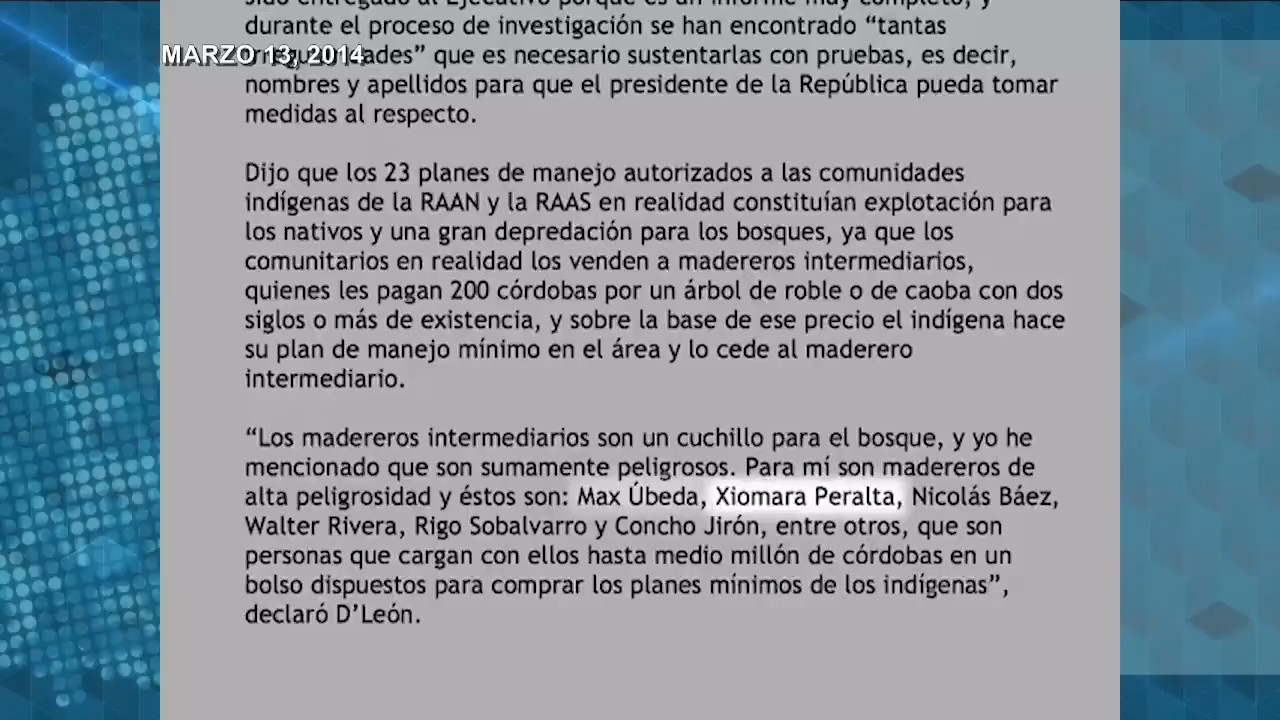 sido entregado al Ejecutivo porque es un informe muy completo, y
durante el proceso de investigación se han encontrado “tantas
MARZO 13, 2014
ades” que es necesario sustentarlas con pruebas, es decir,
nombres y apellidos para que el presidente de la República pueda tomar
medidas al respecto.
Dijo que los 23 planes de manejo autorizados a las comunidades
indígenas de la RAAN y la RAAS en realidad constituían explotación para
los nativos y una gran depredación para los bosques, ya que los
comunitarios en realidad los venden a madereros intermediarios,
quienes les pagan 200 córdobas por un árbol de roble o de caoba con dos
siglos o más de existencia, y sobre la base de ese precio el indígena hace
su plan de manejo mínimo en el área y lo cede al maderero
intermediario.
“Los madereros intermediarios son un cuchillo para el bosque, y yo he
mencionado que son sumamente peligrosos. Para mí son madereros de
alta peligrosidad y éstos son: Max Úbeda, Xiomara Peralta, Nicolás Báez,
Walter Rivera, Rigo Sobalvarro y Concho Jirón, entre otros, que son
personas que cargan con ellos hasta medio millón de córdobas en un
bolso dispuestos para comprar los planes mínimos de los indígenas”,
declaró D’León.